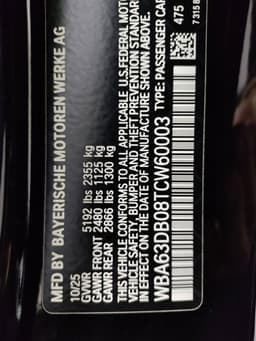 MFD BY BAYERISCHE MOTOREN WERKE AG
10/25
GVWR 5192 lbs 2355 kg
GAWR FRONT 2480 lbs 1125 kg
GAWR REAR 2866 lbs 1300 kg
THIS VEHICLE CONFORMS TO ALL APPLICABLE U.S. FEDERAL MOTOR
VEHICLE SAFETY, BUMPER, AND THEFT PREVENTION STANDARDS
IN EFFECT ON THE DATE OF MANUFACTURE SHOWN ABOVE.
WBA63DB08TCW60003 TYPE: PASSENGER CAR
475